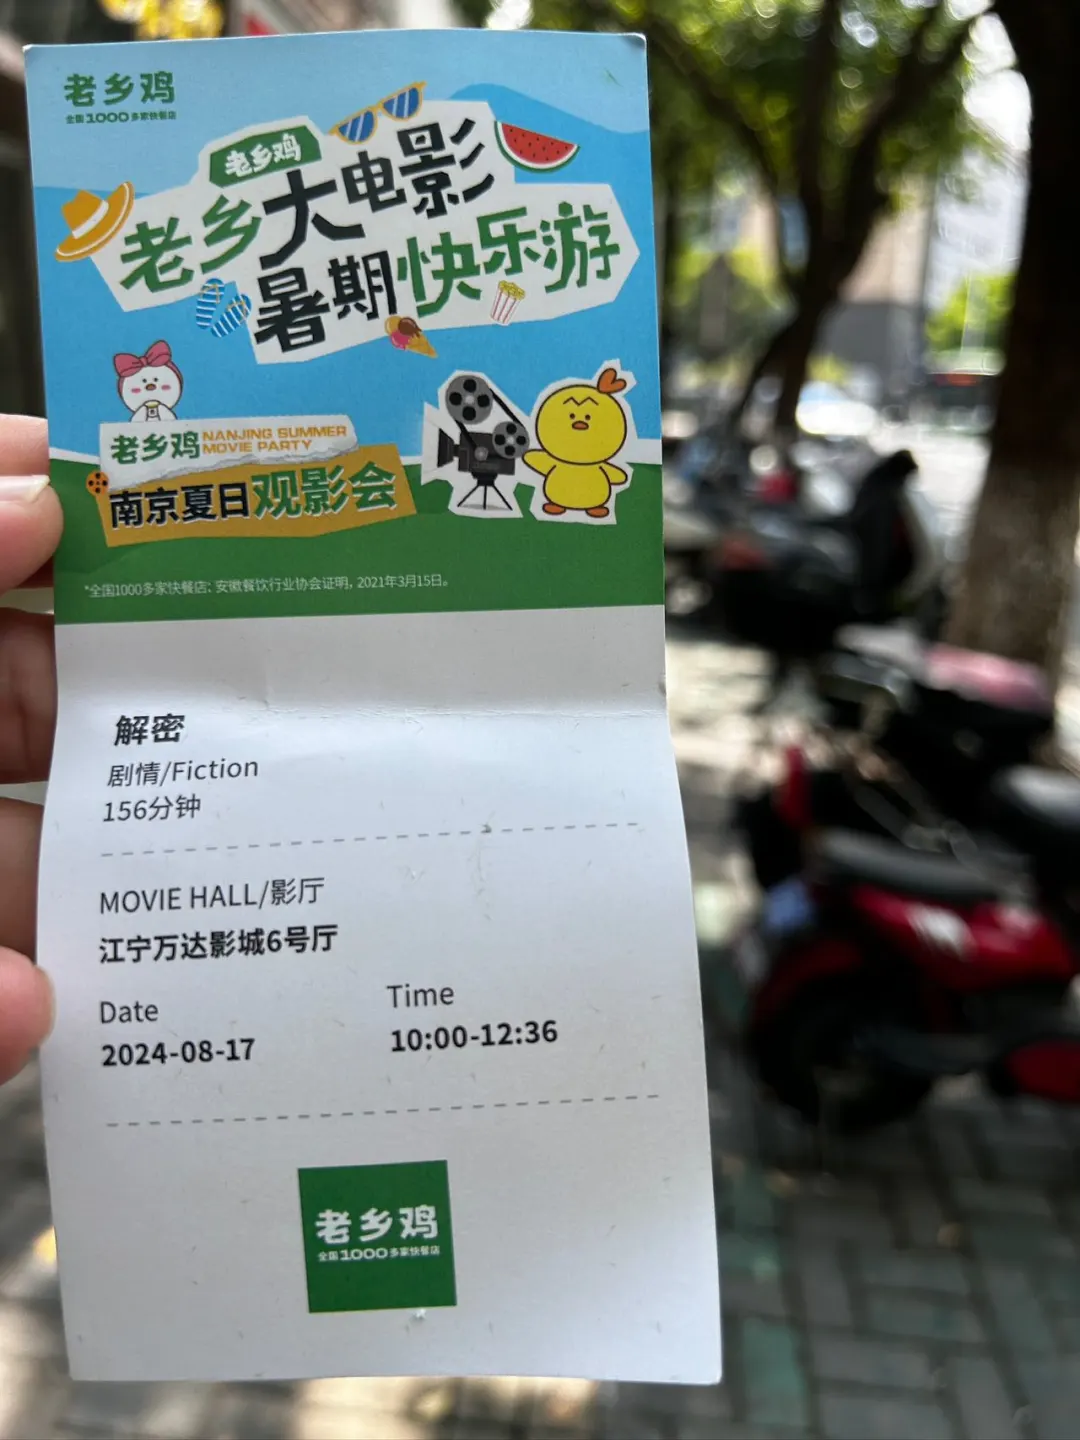 老乡鸡
全国1000多家快餐店
老乡鸡
老乡大电影
暑期快乐游
老乡鸡 NANJING SUMMER MOVIE PARTY
南京夏日观影会
*全国1000多家快餐店：安徽餐饮行业协会证明，2021年3月15日。
解密
剧情/Fiction
156分钟
MOVIE HALL/影厅
江宁万达影城6号厅
Date
2024-08-17
Time
10:00-12:36
老乡鸡
全国1000多家快餐店